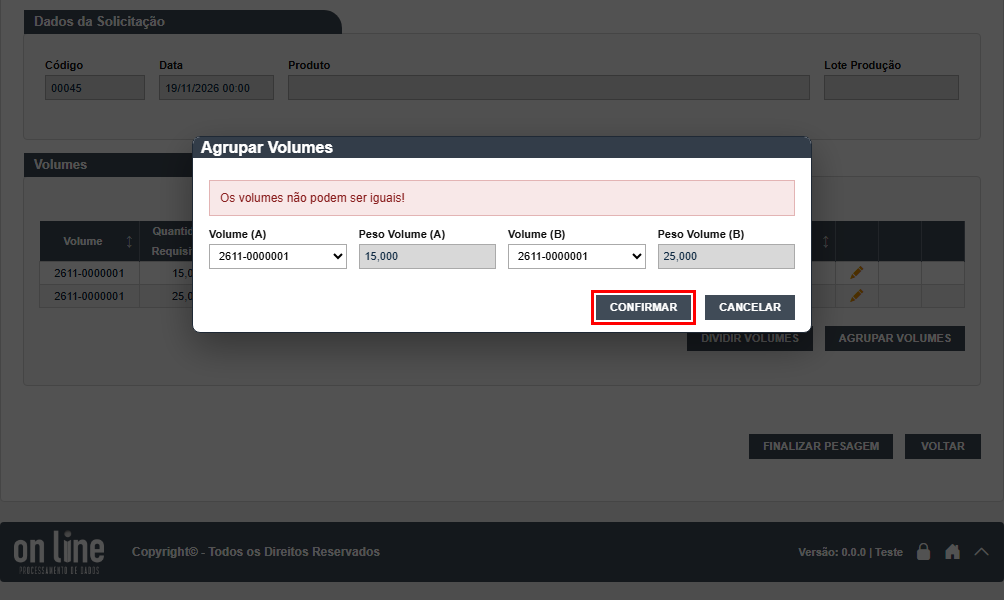 Dados da Solicitação
Código Data Produto Lote Produção
00045 19/11/2026 00:00
Agrupar Volumes
Volumes
Os volumes não podem ser iguais!
Volume (A) Peso Volume (A) Volume (B) Peso Volume (B)
2611-0000001 15,000 2611-0000001 25,000
Volume
2611-0000001
2611-0000001
CONFIRMAR CANCELAR
DIVIDIR VOLUMES AGRUPAR VOLUMES
FINALIZAR PESAGEM VOLTAR
on line
PROCESSAMENTO DE DADOS
Copyright© - Todos os Direitos Reservados
Versão: 0.0.0 | Teste